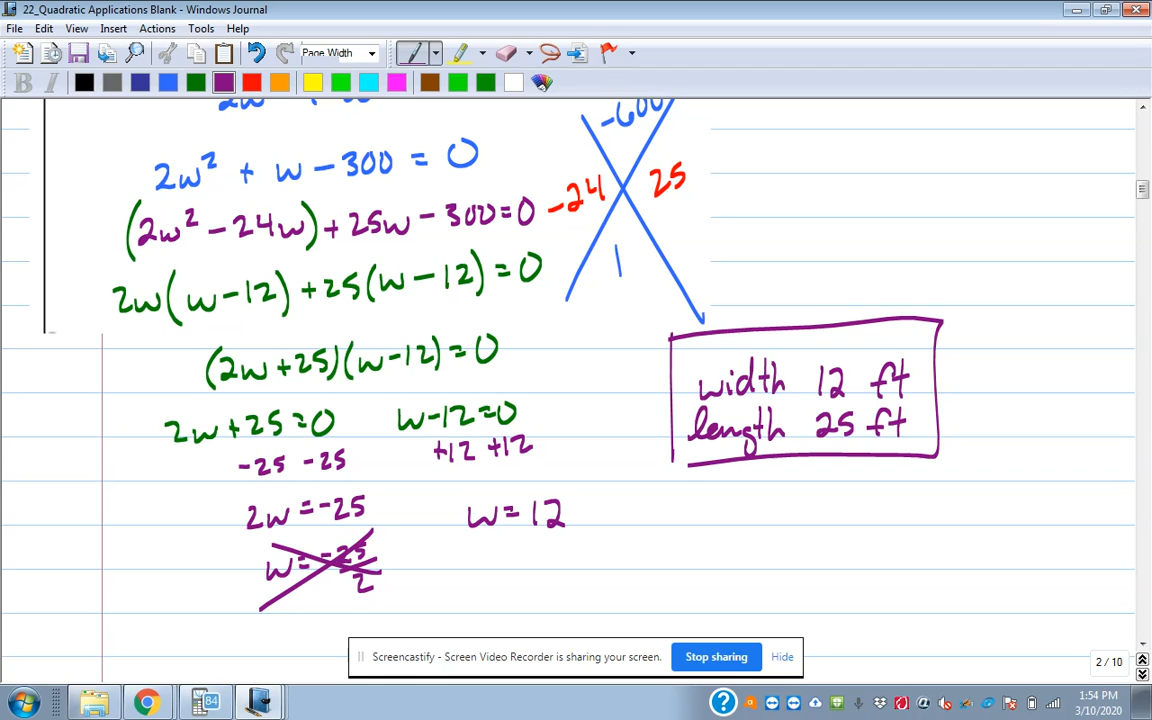 22_Quadratic Applications Blank - Windows Journal
File Edit View Insert Actions Tools Help
Page Width
B I
-600
2w² + w - 300 = 0
-24 25
(2w² - 24w) + 25w - 300 = 0
1
2w(w - 12) + 25(w - 12) = 0
(2w + 25)(w - 12) = 0
width 12 ft
length 25 ft
2w + 25 = 0 w - 12 = 0
-25 -25 +12 +12
2w = -25 w = 12
w = -25/2
Screencastify - Screen Video Recorder is sharing your screen. Stop sharing Hide
2 / 10
84
1:54 PM
3/10/2020